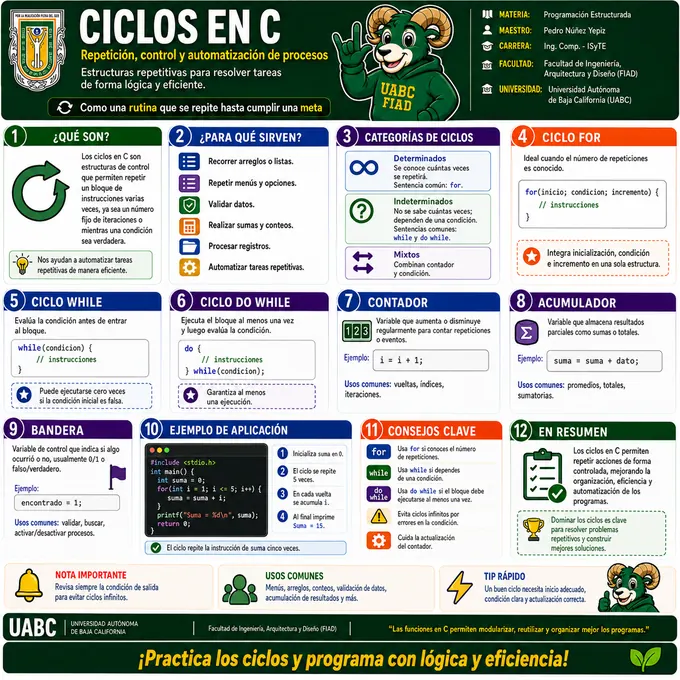 CICLOS EN C
Repetición, control y automatización de procesos
Estructuras repetitivas para resolver tareas
de forma lógica y eficiente.
Como una rutina que se repite hasta cumplir una meta
UABC
FIAD
MATERIA: Programación Estructurada
MAESTRO: Pedro Núñez Yepiz
CARRERA: Ing. Comp. - ISyTE
FACULTAD: Facultad de Ingeniería,
Arquitectura y Diseño (FIAD)
UNIVERSIDAD: Universidad Autónoma
de Baja California (UABC)
1 ¿QUÉ SON?
Los ciclos en C son
estructuras de control
que permiten repetir
un bloque de
instrucciones varias
veces, ya sea un número
fijo de iteraciones o
mientras una condición
sea verdadera.
Nos ayudan a automatizar tareas
repetitivas de manera eficiente.
2 ¿PARA QUÉ SIRVEN?
Recorrer arreglos o listas.
Repetir menús y opciones.
Validar datos.
Realizar sumas y conteos.
Procesar registros.
Automatizar tareas repetitivas.
3 CATEGORÍAS DE CICLOS
Determinados
Se conoce cuántas veces
se repetirá.
Sentencia común: for.
Indeterminados
No se sabe cuántas veces;
dependen de una condición.
Sentencias comunes:
while y do while.
Mixtos
Combinan contador
y condición.
4 CICLO FOR
Ideal cuando el número de repeticiones
es conocido.
for(inicio; condicion; incremento) {
// instrucciones
}
Integra inicialización, condición
e incremento en una sola estructura.
5 CICLO WHILE
Evalúa la condición antes de entrar
al bloque.
while(condicion) {
// instrucciones
}
Puede ejecutarse cero veces
si la condición inicial es falsa.
6 CICLO DO WHILE
Ejecuta el bloque al menos una vez
y luego evalúa la condición.
do {
// instrucciones
} while(condicion);
Garantiza al menos
una ejecución.
7 CONTADOR
123
Variable que aumenta o disminuye
regularmente para contar repeticiones
o eventos.
Ejemplo: i = i + 1;
Usos comunes: vueltas, índices,
iteraciones.
8 ACUMULADOR
Σ
Variable que almacena resultados
parciales como sumas o totales.
Ejemplo: suma = suma + dato;
Usos comunes: promedios, totales,
sumatorias.
9 BANDERA
Variable de control que indica si algo
ocurrió o no, usualmente 0/1 o
falso/verdadero.
Ejemplo:
encontrado = 1;
Usos comunes: validar, buscar,
activar/desactivar procesos.
10 EJEMPLO DE APLICACIÓN
#include <stdio.h>
int main() {
int suma = 0;
for(int i = 1; i <= 5; i++) {
suma = suma + i;
}
printf("Suma = %d\n", suma);
return 0;
}
1 Inicializa suma en 0.
2 El ciclo se repite
5 veces.
3 En cada vuelta
se acumula i.
4 Al final imprime
Suma = 15.
El ciclo repite la instrucción de suma cinco veces.
11 CONSEJOS CLAVE
for Usa for si conoces el número
de repeticiones.
while Usa while si depende
de una condición.
do
while
Usa do while si el bloque debe
ejecutarse al menos una vez.
Evita ciclos infinitos por
errores en la condición.
Cuida la actualización
del contador.
12 EN RESUMEN
Los ciclos en C permiten
repetir acciones de forma
controlada, mejorando la
organización, eficiencia y
automatización de los
programas.
Dominar los ciclos es clave
para resolver problemas
repetitivos y construir
mejores soluciones.
NOTA IMPORTANTE
Revisa siempre la condición de salida
para evitar ciclos infinitos.
USOS COMUNES
Menús, arreglos, conteos, validación de datos,
acumulación de resultados y más.
TIP RÁPIDO
Un buen ciclo necesita inicio adecuado,
condición clara y actualización correcta.
UABC
UNIVERSIDAD AUTÓNOMA
DE BAJA CALIFORNIA
Facultad de Ingeniería, Arquitectura y Diseño (FIAD)
"Las funciones en C permiten modularizar, reutilizar y organizar mejor los programas."
¡Practica los ciclos y programa con lógica y eficiencia!